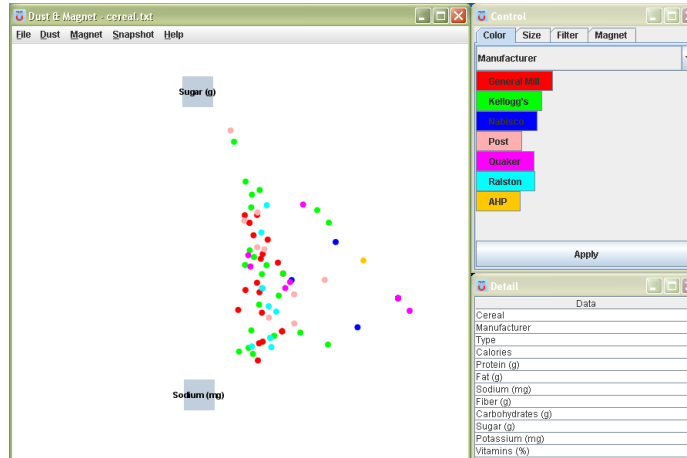 Dust & Magnet - cereal.txt
File Dust Magnet Snapshot Help
Sugar (g)
Sodium (mg)
Control
Color Size Filter Magnet
Manufacturer
General Mill
Kellogg's
Nabisco
Post
Quaker
Ralston
AHP
Apply
Detail
Data
Cereal
Manufacturer
Type
Calories
Protein (g)
Fat (g)
Sodium (mg)
Fiber (g)
Carbohydrates (g)
Sugar (g)
Potassium (mg)
Vitamins (%)